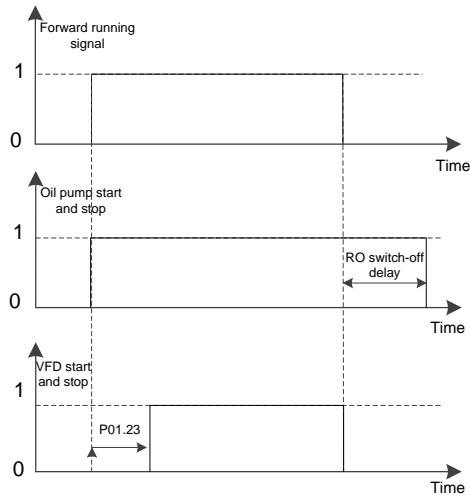 Forward running
signal
1
0
Time
Oil pump start
and stop
1
RO switch-off
delay
0
Time
VFD start
and stop
1
P01.23
0
Time